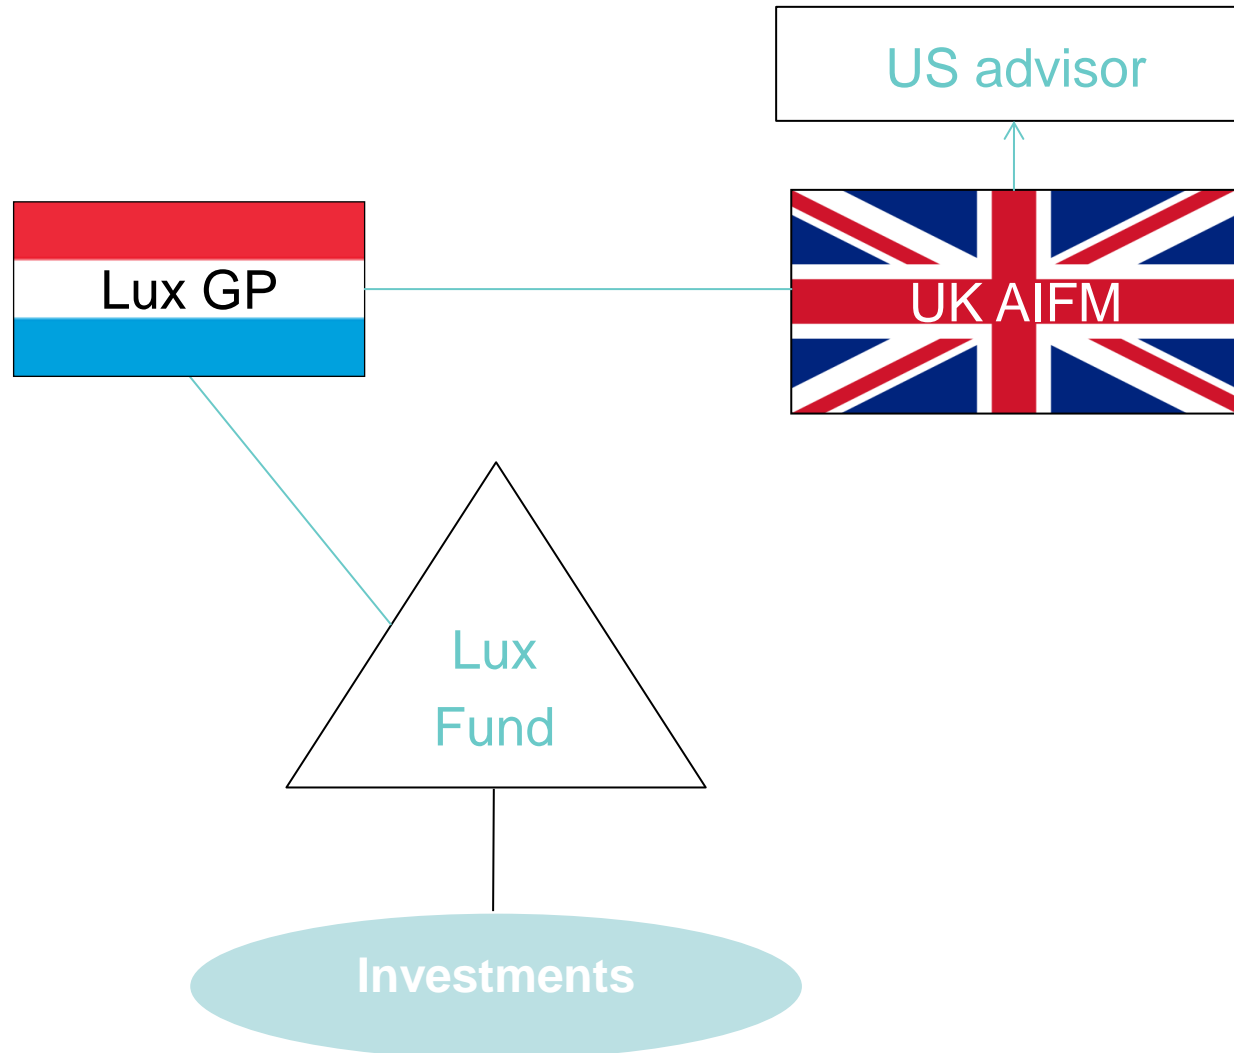 US advisor
Lux GP
UK AIFM
Lux
Fund
Investments